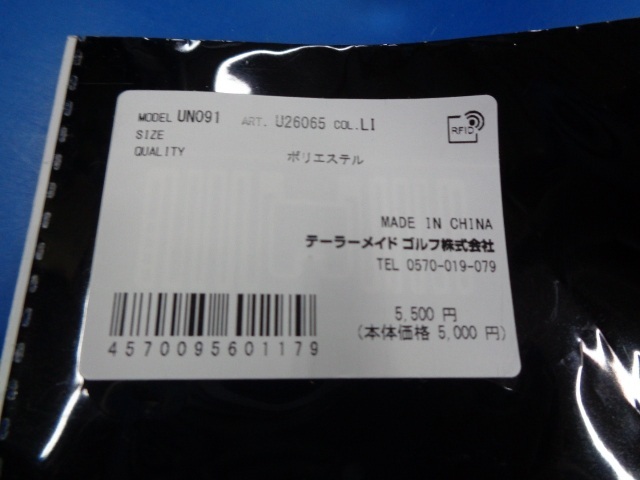 MODEL UN091 ART. U26065 COL.LI
RFID
SIZE
QUALITY
ポリエステル
MADE IN CHINA
テーラーメイド ゴルフ株式会社
TEL 0570-019-079
5,500 円
(本体価格 5,000 円)
4570095601179